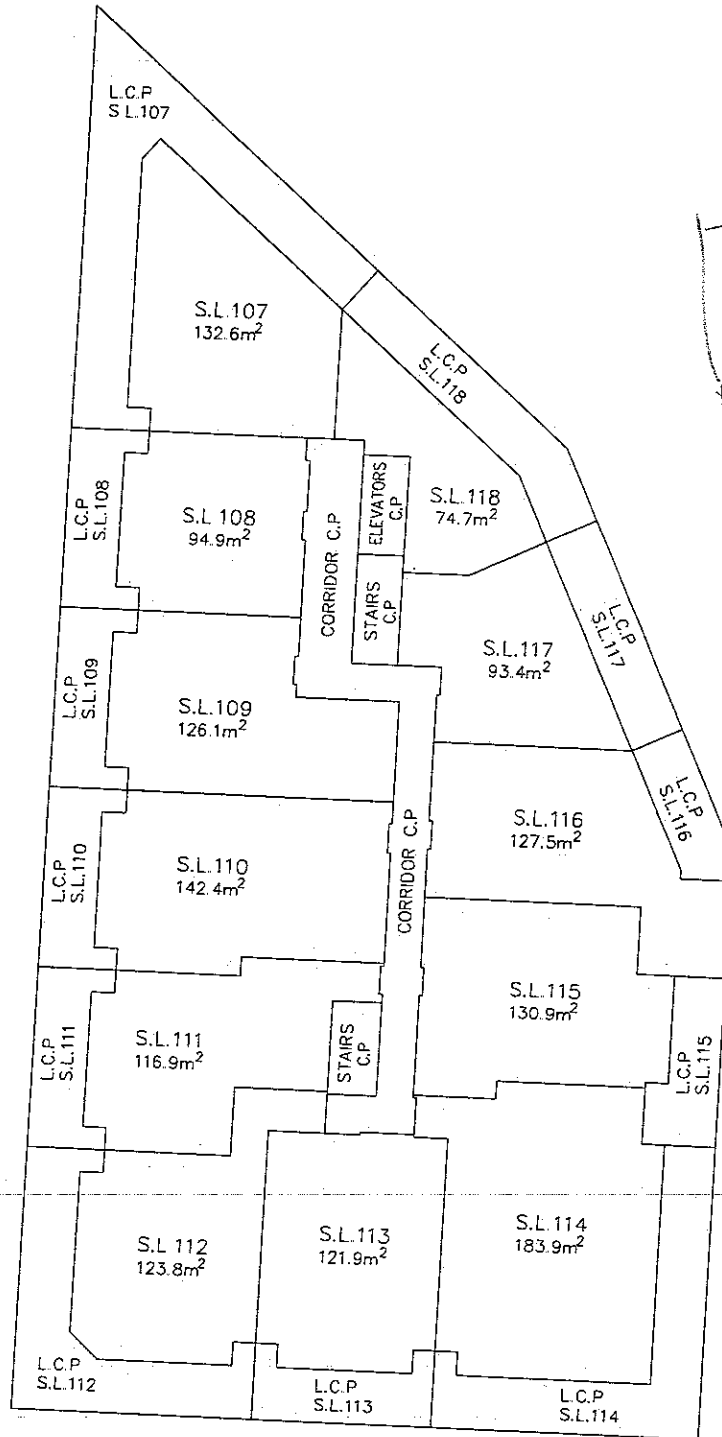 L.C.P
S L.107
S.L.107
132.6m²
L.C.P
S.L.118
L.C.P
S.L.108
S.L 108
94.9m²
CORRIDOR C.P
ELEVATORS
C.P
S.L.118
74.7m²
STAIRS
C.P
L.C.P
S.L.117
S.L.117
93.4m²
L.C.P
S.L.109
S.L.109
126.1m²
L.C.P
S.L.116
S.L.116
127.5m²
L.C.P
S.L.110
S.L.110
142.4m²
CORRIDOR C.P
S.L.115
130.9m²
L.C.P
S.L.111
S.L.111
116.9m²
STAIRS
C.P
L.C.P
S.L.115
S.L 112
123.8m²
S.L.113
121.9m²
S.L.114
183.9m²
L.C.P
S.L.112
L.C.P
S.L.113
L.C.P
S.L.114